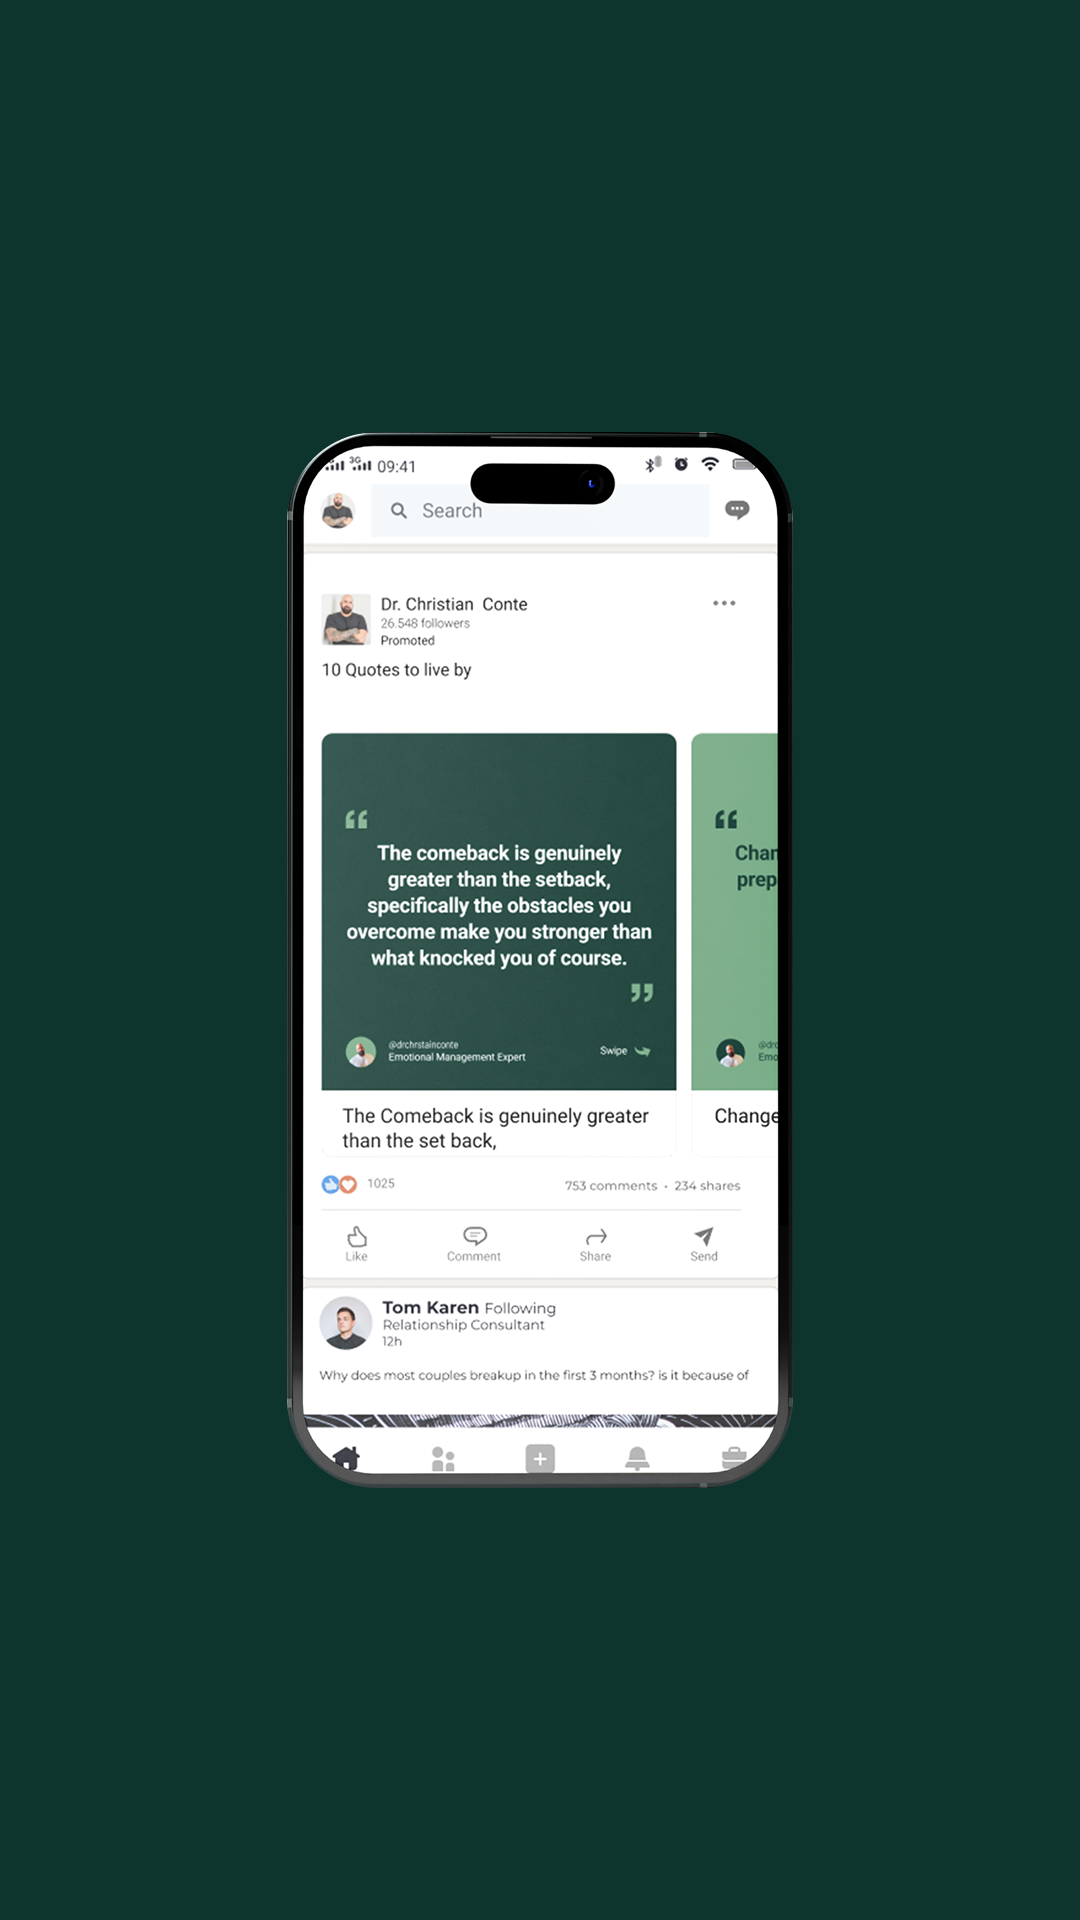 3G 09:41
Search
Dr. Christian Conte
26.548 followers
Promoted
10 Quotes to live by
“
The comeback is genuinely
greater than the setback,
specifically the obstacles you
overcome make you stronger than
what knocked you of course.
”
@drchrstainconte
Emotional Management Expert
Swipe
The Comeback is genuinely greater
than the set back,
“
Chan
prep
@drc
Emo
Change
1025
753 comments • 234 shares
Like
Comment
Share
Send
Tom Karen Following
Relationship Consultant
12h
Why does most couples breakup in the first 3 months? is it because of